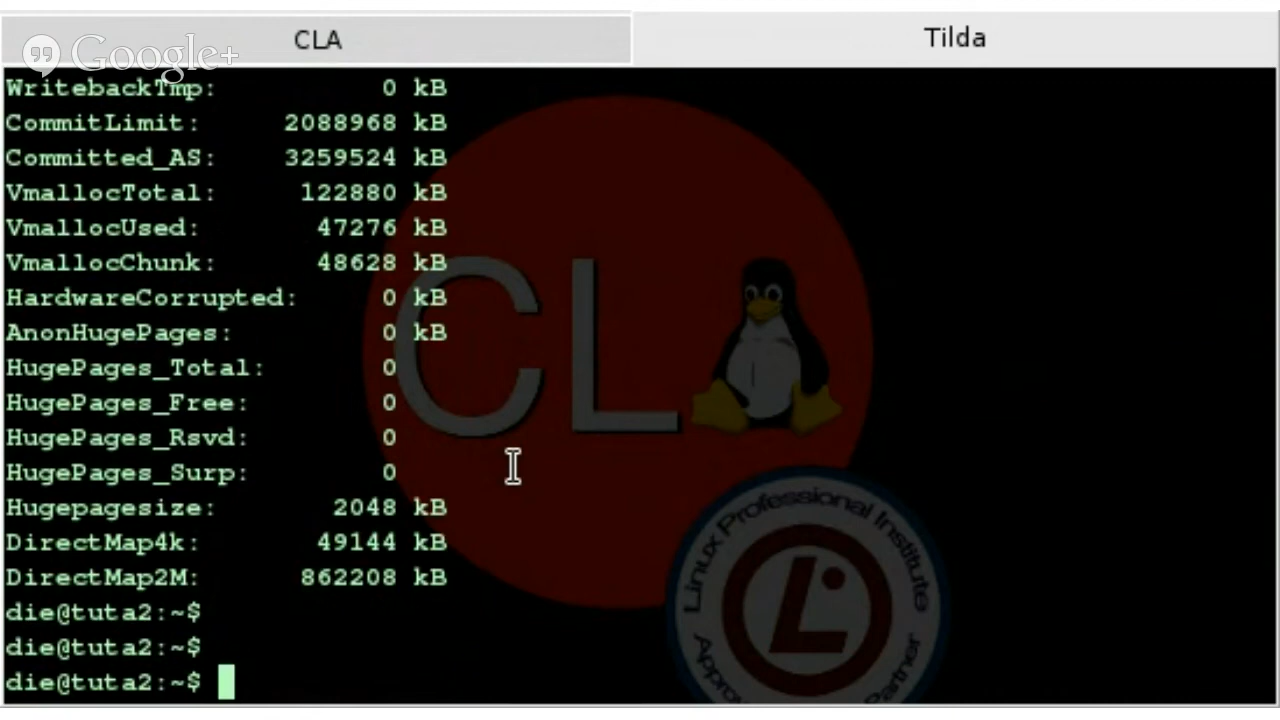 CLA
Tilda
Google+
WritebackTmp: 0 kB
CommitLimit: 2088968 kB
Committed_AS: 3259524 kB
VmallocTotal: 122880 kB
VmallocUsed: 47276 kB
VmallocChunk: 48628 kB
HardwareCorrupted: 0 kB
AnonHugePages: 0 kB
HugePages_Total: 0
HugePages_Free: 0
HugePages_Rsvd: 0
HugePages_Surp: 0
Hugepagesize: 2048 kB
DirectMap4k: 49144 kB
DirectMap2M: 862208 kB
die@tuta2:~$
die@tuta2:~$
die@tuta2:~$
CL
Linux Professional Institute
L
Partner